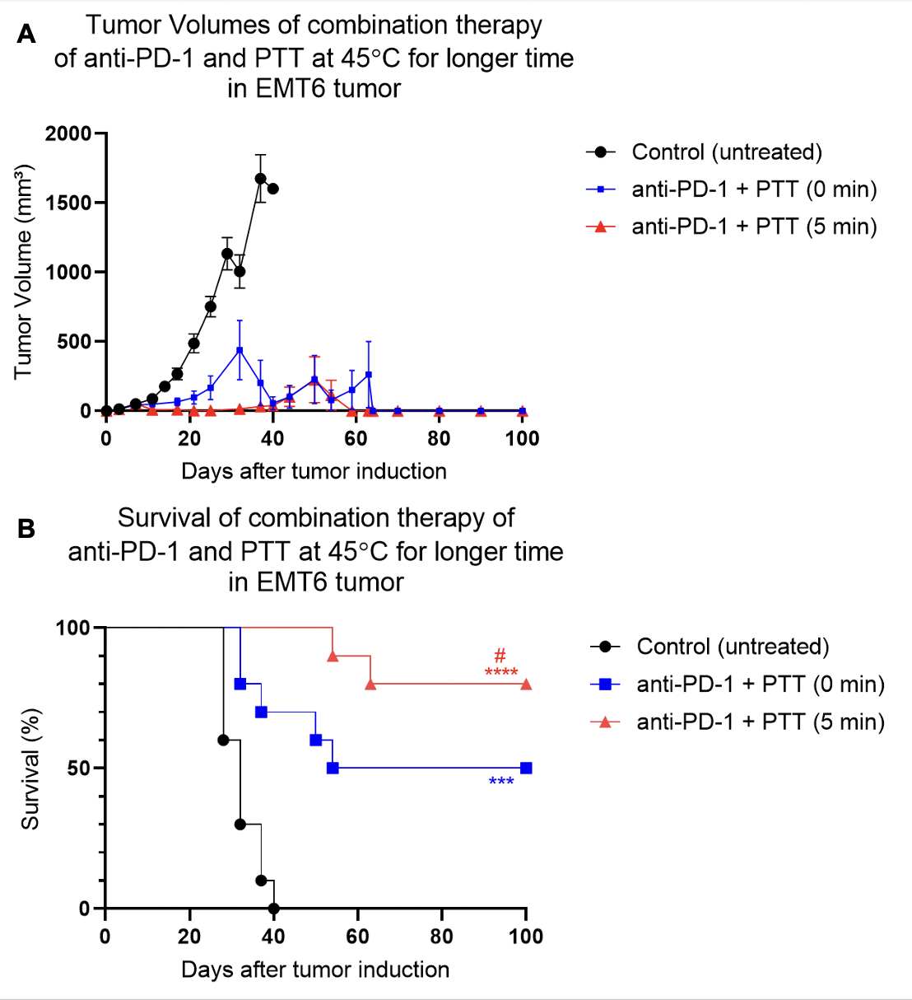 A
Tumor Volumes of combination therapy
of anti-PD-1 and PTT at 45°C for longer time
in EMT6 tumor
2000
1500
1000
500
0
Tumor Volume (mm³)
0 20 40 60 80 100
Days after tumor induction
Control (untreated)
anti-PD-1 + PTT (0 min)
anti-PD-1 + PTT (5 min)
B
Survival of combination therapy of
anti-PD-1 and PTT at 45°C for longer time
in EMT6 tumor
100
50
0
Survival (%)
#
****
***
0 20 40 60 80 100
Days after tumor induction
Control (untreated)
anti-PD-1 + PTT (0 min)
anti-PD-1 + PTT (5 min)